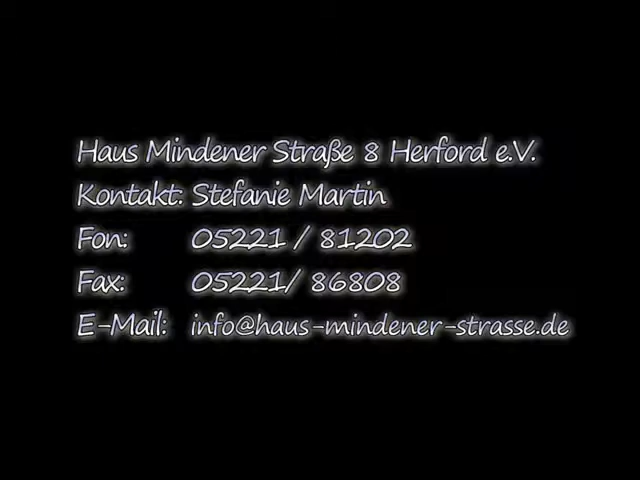 Haus Mindener Straße 8 Herford e.V.
Kontakt: Stefanie Martin
Fon: 05221 / 81202
Fax: 05221/ 86808
E-Mail: info@haus-mindener-strasse.de